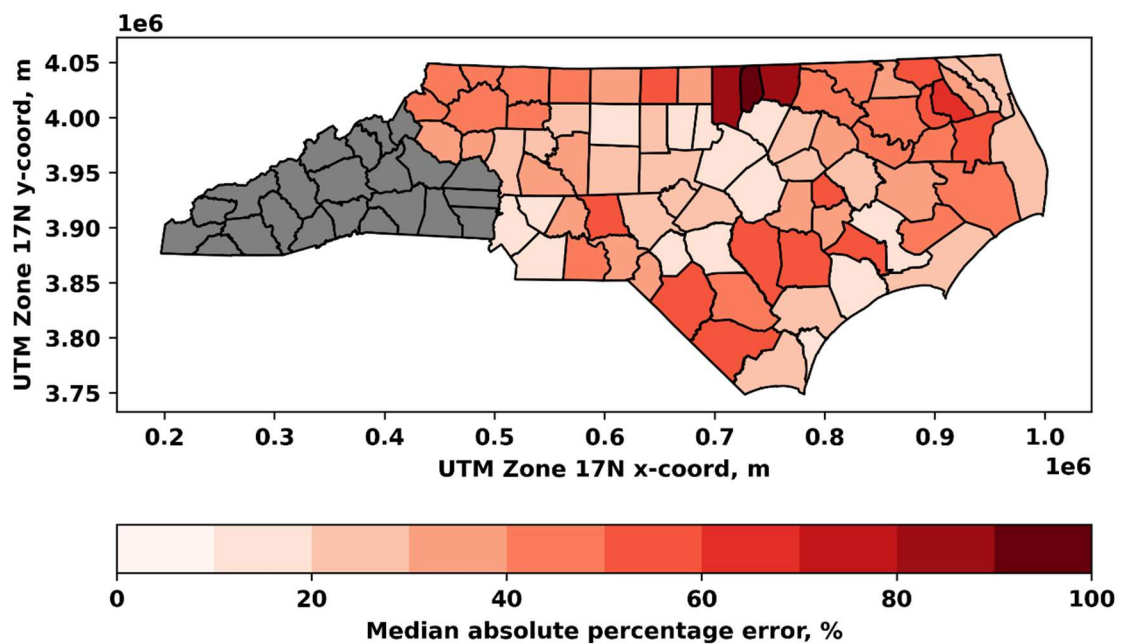 1e6
4.05
4.00
3.95
3.90
3.85
3.80
3.75
UTM Zone 17N y-coord, m
0.2 0.3 0.4 0.5 0.6 0.7 0.8 0.9 1.0
UTM Zone 17N x-coord, m
1e6
0 20 40 60 80 100
Median absolute percentage error, %